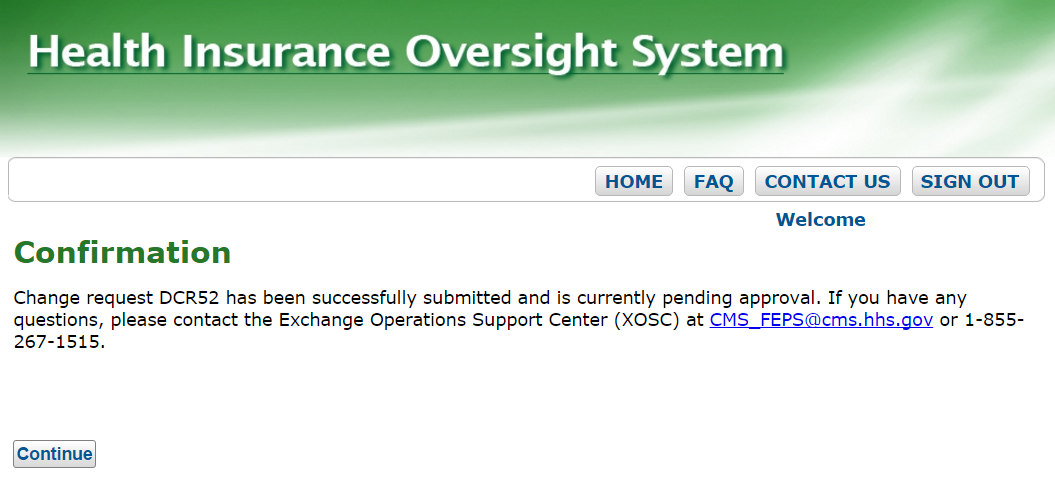 Health Insurance Oversight System
HOME FAQ CONTACT US SIGN OUT
Welcome
Confirmation
Change request DCR52 has been successfully submitted and is currently pending approval. If you have any
questions, please contact the Exchange Operations Support Center (XOSC) at CMS_FEPS@cms.hhs.gov or 1-855-
267-1515.
Continue